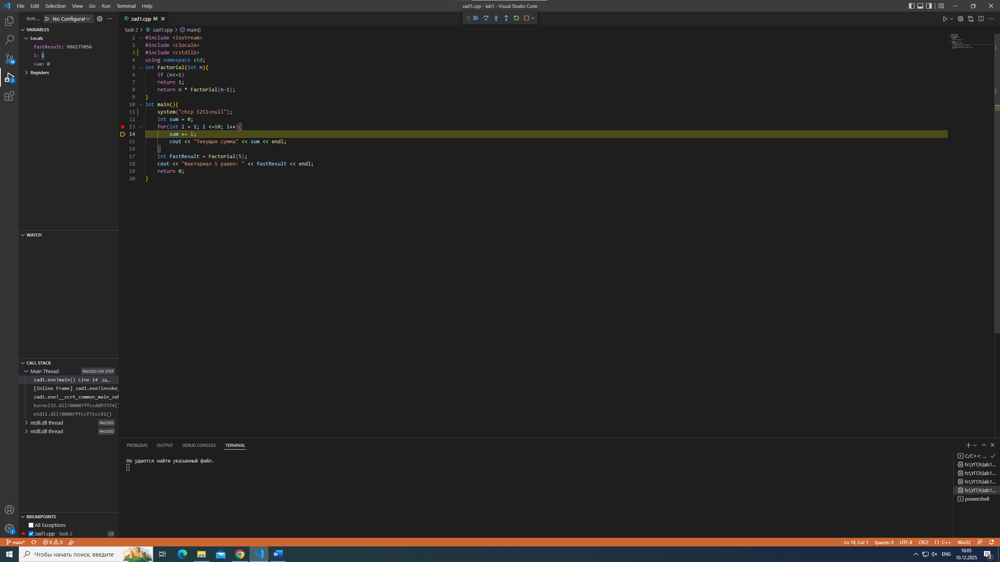 File Edit Selection View Go Run Terminal Help
zad1.cpp - lab1 - Visual Studio Code
RUN ...
No Configurat
zad1.cpp M
task 2 > zad1.cpp > main()
VARIABLES
Locals
fastResult: 996277056
i: 1
sum: 0
Registers
1 #include <iostream>
2 #include <clocale>
3 #include <cstdlib>
4 using namespace std;
5 int Factorial(int n){
6 if (n<=1)
7 return 1;
8 return n * Factorial(n-1);
9 }
10 int main(){
11 system("chcp 1251<null");
12 int sum = 0;
13 for(int i = 1; i <=10; i++){
14 sum += i;
15 cout << "Текущая сумма" << sum << endl;
16 }
17 int fastResult = Factorial(5);
18 cout << "Факториал 5 равен: " << fastResult << endl;
19 return 0;
20 }
14
1
WATCH
CALL STACK
Main Thread PAUSED ON STEP
zad1.exe!main() Line 14 za...
[Inline Frame] zad1.exe!invoke_
zad1.exe!__scrt_common_main_seh
kernel32.dll!00007ffccdd97374()
ntdll.dll!00007ffccf71cc91()
ntdll.dll thread PAUSED
ntdll.dll thread PAUSED
BREAKPOINTS
All Exceptions
zad1.cpp task 2 13
1
PROBLEMS OUTPUT DEBUG CONSOLE TERMINAL
Не удается найти указанный файл.
C/C++: ...
h:\УПЭ\lab1...
h:\УПЭ\lab1...
h:\УПЭ\lab1...
h:\УПЭ\lab1...
powershell
main* 0 0
Ln 14, Col 1 Spaces: 4 UTF-8 CRLF {} C++ Win32
Чтобы начать поиск, введите
ENG
10:05
10.12.2025
2